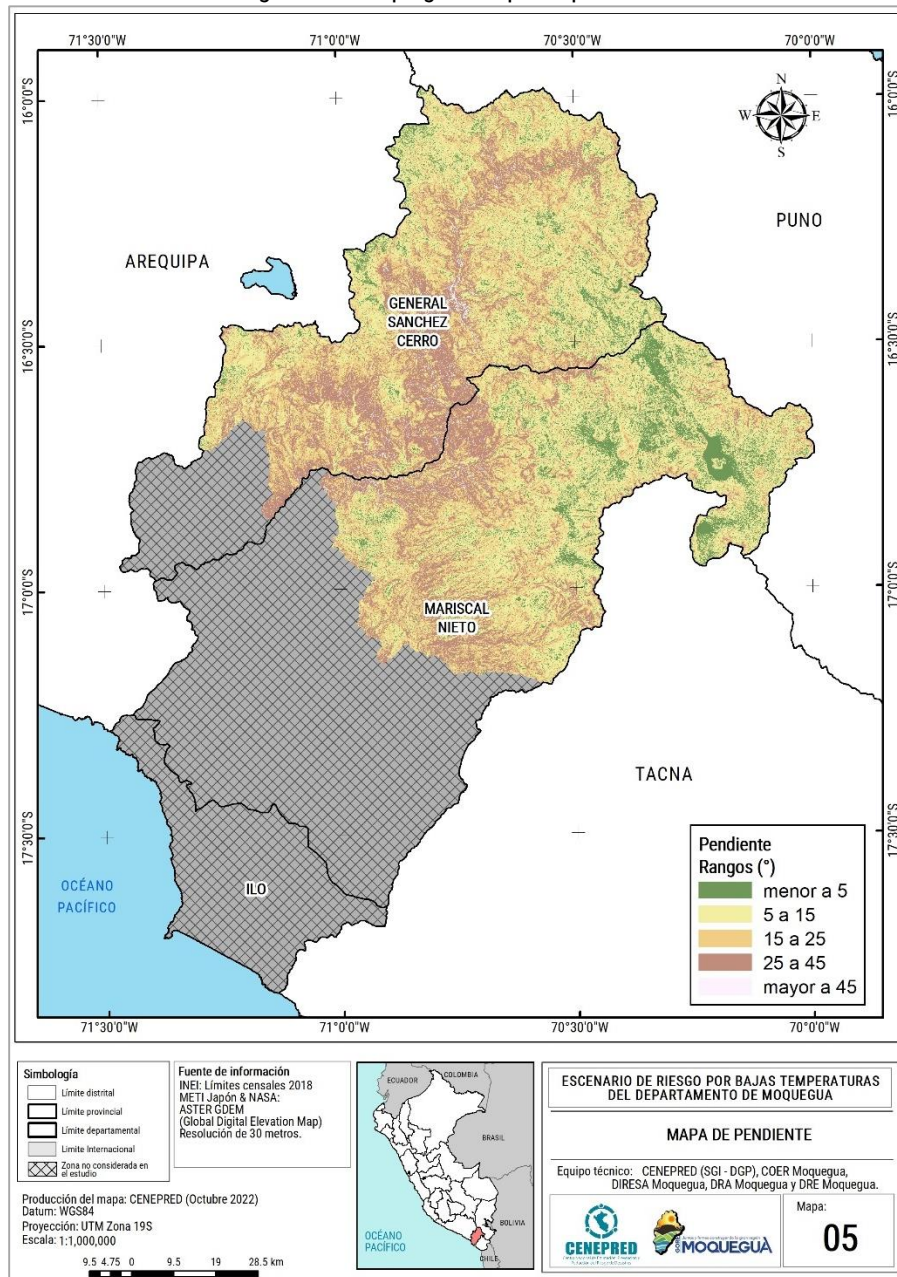 71°30'0"W
71°0'0"W
70°30'0"W
70°0'0"W
16°0'0"S
16°0'0"S
N
W
E
S
PUNO
AREQUIPA
GENERAL
SANCHEZ
CERRO
16°30'0"S
16°30'0"S
17°0'0"S
17°0'0"S
MARISCAL
NIETO
TACNA
17°30'0"S
17°30'0"S
OCÉANO
PACÍFICO
ILO
Pendiente
Rangos (°)
menor a 5
5 a 15
15 a 25
25 a 45
mayor a 45
71°30'0"W
71°0'0"W
70°30'0"W
70°0'0"W
Simbología
Límite distrital
Límite provincial
Límite departamental
Límite Internacional
Zona no considerada en
el estudio
Fuente de información
INEI: Límites censales 2018
METI Japón & NASA:
ASTER GDEM
(Global Digital Elevation Map)
Resolución de 30 metros.
Producción del mapa: CENEPRED (Octubre 2022)
Datum: WGS84
Proyección: UTM Zona 19S
Escala: 1:1,000,000
9.5 4.75 0 9.5 19 28.5 km
ECUADOR
COLOMBIA
BRASIL
BOLIVIA
CHILE
OCÉANO
PACÍFICO
ESCENARIO DE RIESGO POR BAJAS TEMPERATURAS
DEL DEPARTAMENTO DE MOQUEGUA
MAPA DE PENDIENTE
Equipo técnico: CENEPRED (SGI - DGP), COER Moquegua,
DIRESA Moquegua, DRA Moquegua y DRE Moquegua.
CENEPRED
MOQUEGUA
Mapa:
05